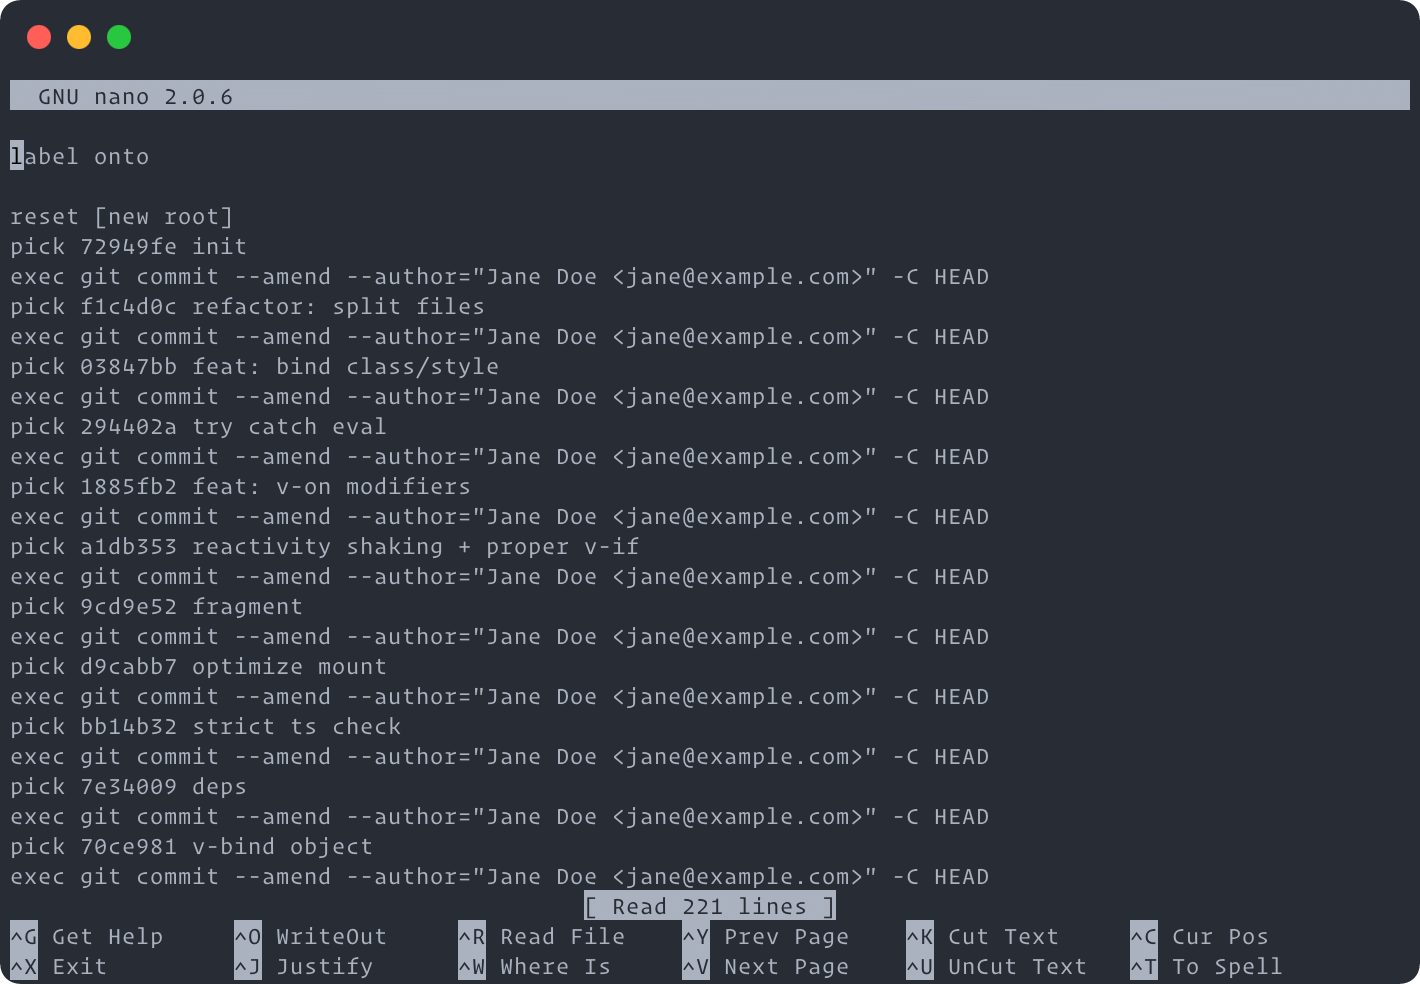 GNU nano 2.0.6
label onto
reset [new root]
pick 72949fe init
exec git commit --amend --author="Jane Doe <jane@example.com>" -C HEAD
pick f1c4d0c refactor: split files
exec git commit --amend --author="Jane Doe <jane@example.com>" -C HEAD
pick 03847bb feat: bind class/style
exec git commit --amend --author="Jane Doe <jane@example.com>" -C HEAD
pick 294402a try catch eval
exec git commit --amend --author="Jane Doe <jane@example.com>" -C HEAD
pick 1885fb2 feat: v-on modifiers
exec git commit --amend --author="Jane Doe <jane@example.com>" -C HEAD
pick a1db353 reactivity shaking + proper v-if
exec git commit --amend --author="Jane Doe <jane@example.com>" -C HEAD
pick 9cd9e52 fragment
exec git commit --amend --author="Jane Doe <jane@example.com>" -C HEAD
pick d9cabb7 optimize mount
exec git commit --amend --author="Jane Doe <jane@example.com>" -C HEAD
pick bb14b32 strict ts check
exec git commit --amend --author="Jane Doe <jane@example.com>" -C HEAD
pick 7e34009 deps
exec git commit --amend --author="Jane Doe <jane@example.com>" -C HEAD
pick 70ce981 v-bind object
exec git commit --amend --author="Jane Doe <jane@example.com>" -C HEAD
[ Read 221 lines ]
^G Get Help ^O WriteOut ^R Read File ^Y Prev Page ^K Cut Text ^C Cur Pos
^X Exit ^J Justify ^W Where Is ^V Next Page ^U UnCut Text ^T To Spell